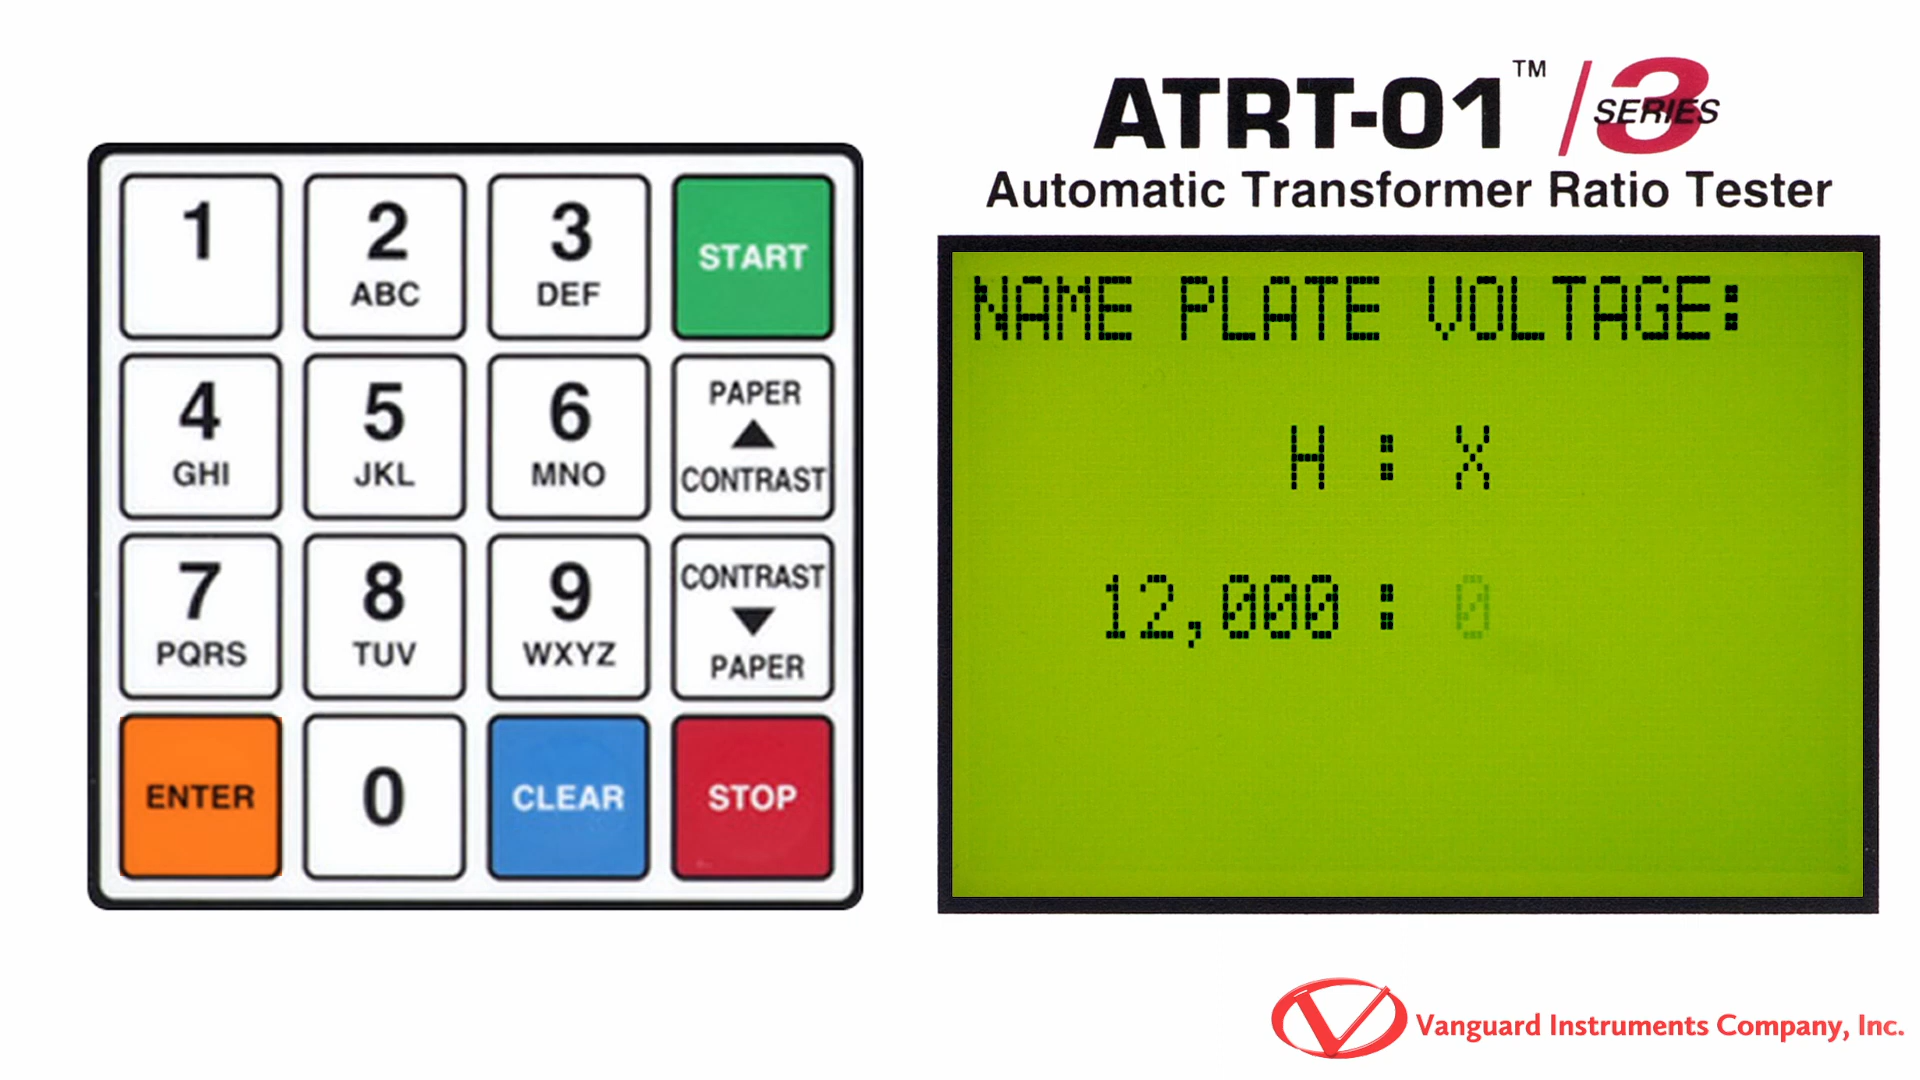 1
2
ABC
3
DEF
START
4
GHI
5
JKL
6
MNO
PAPER
CONTRAST
7
PQRS
8
TUV
9
WXYZ
CONTRAST
PAPER
ENTER
0
CLEAR
STOP
ATRT-01™/3
SERIES
Automatic Transformer Ratio Tester
NAME PLATE VOLTAGE:
H : X
12,000 : 0
Vanguard Instruments Company, Inc.